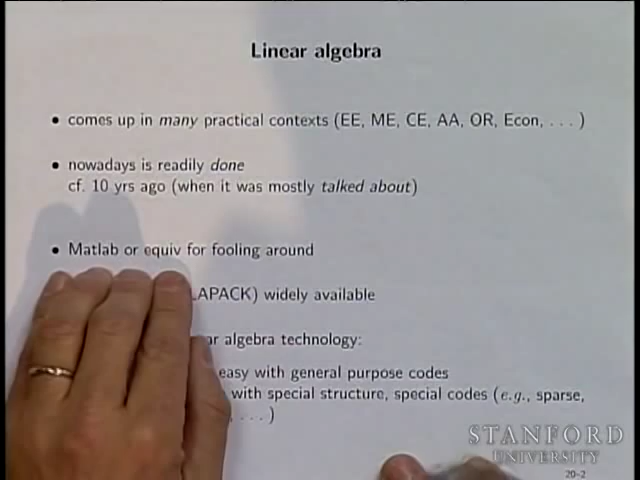 Linear algebra
• comes up in many practical contexts (EE, ME, CE, AA, OR, Econ, . . . )
• nowadays is readily done
cf. 10 yrs ago (when it was mostly talked about)
• Matlab or equiv for fooling around
LAPACK) widely available
algebra technology:
easy with general purpose codes
with special structure, special codes (e.g., sparse,
. . . )
STANFORD
UNIVERSITY
20-2